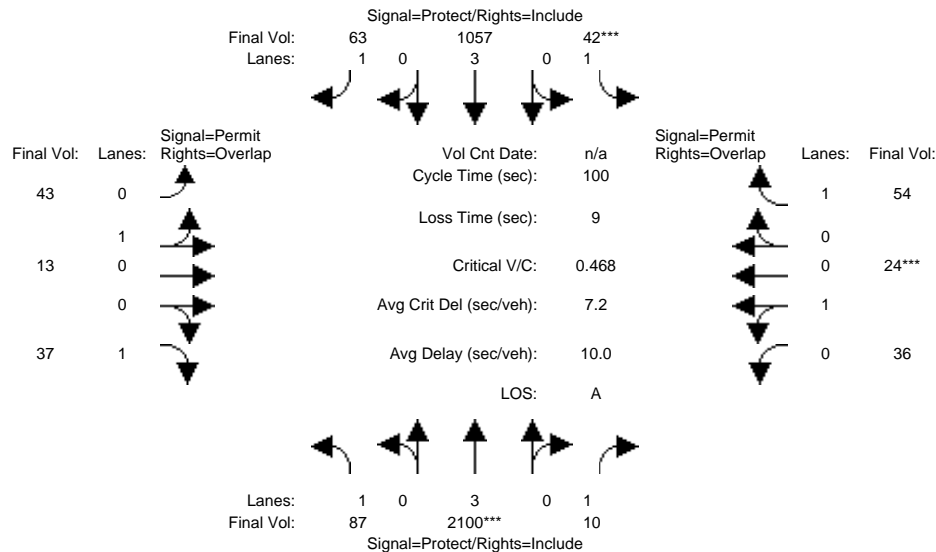 Signal=Protect/Rights=Include
Final Vol: 63 1057 42***
Lanes: 1 0 3 0 1
Signal=Permit Signal=Permit
Final Vol: Lanes: Rights=Overlap Vol Cnt Date: n/a Rights=Overlap Lanes: Final Vol:
Cycle Time (sec): 100
43 0 1 54
Loss Time (sec): 9
1 0
13 0 Critical V/C: 0.468 0 24***
0 Avg Crit Del (sec/veh): 7.2 1
37 1 Avg Delay (sec/veh): 10.0 0 36
LOS: A
Lanes: 1 0 3 0 1
Final Vol: 87 2100*** 10
Signal=Protect/Rights=Include